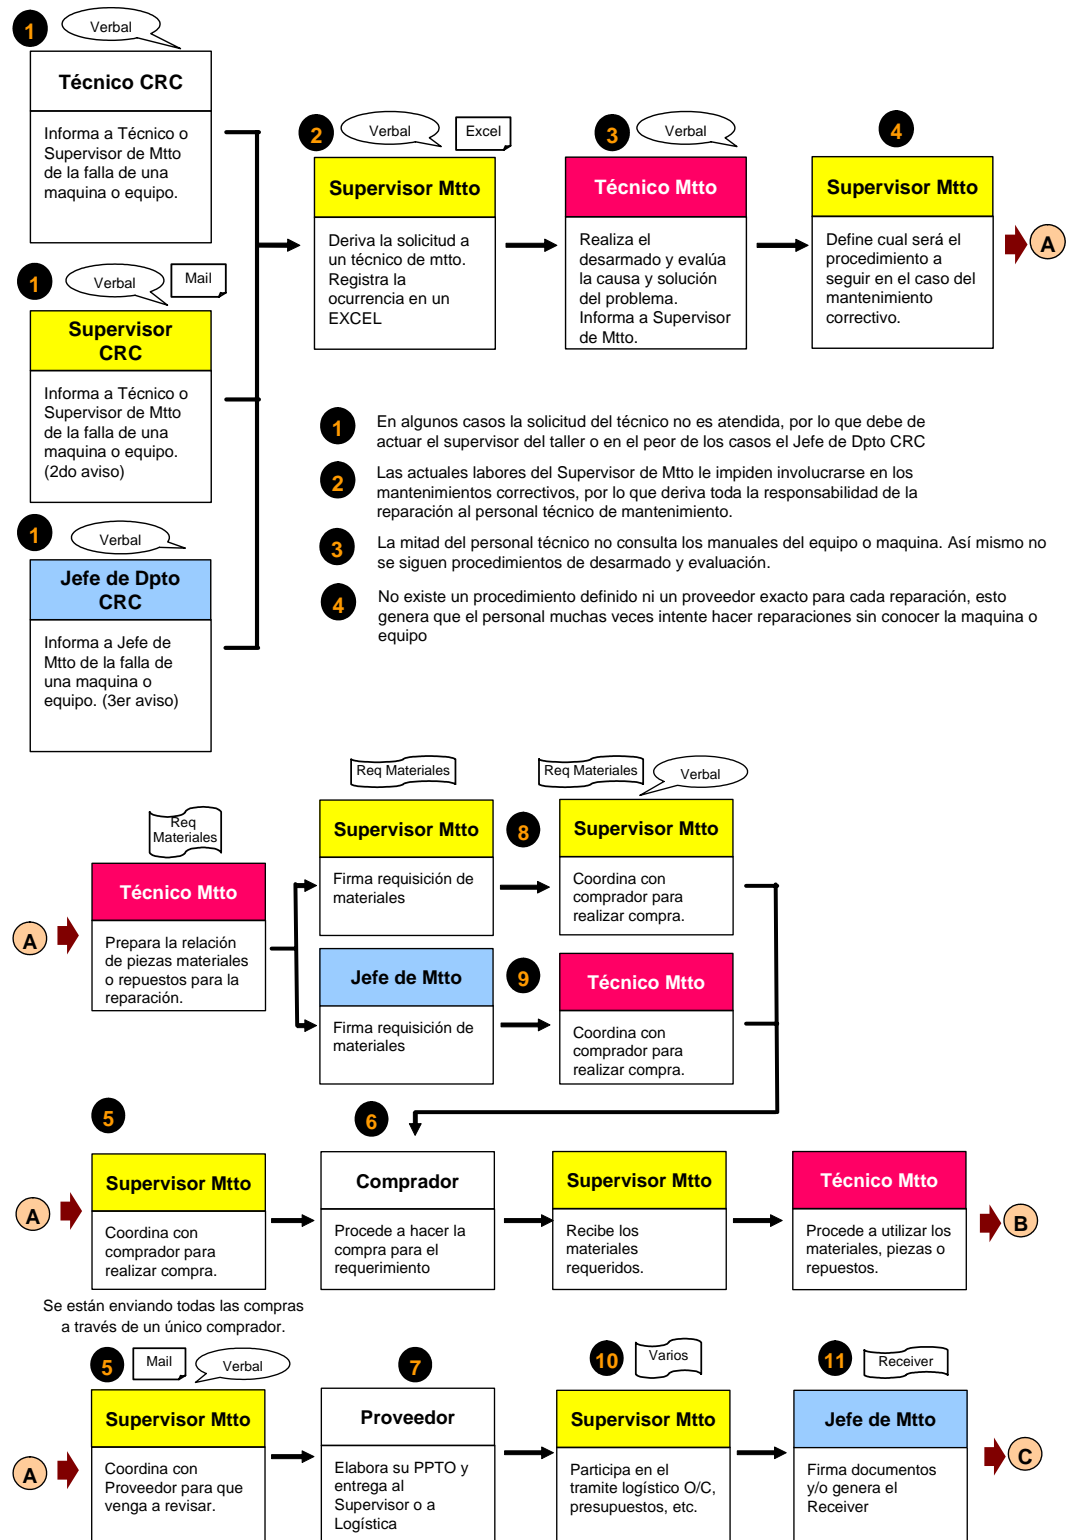 1
Verbal
Técnico CRC
Informa a Técnico o
Supervisor de Mtto
de la falla de una
maquina o equipo.
1
Verbal
Mail
Supervisor
CRC
Informa a Técnico o
Supervisor de Mtto
de la falla de una
maquina o equipo.
(2do aviso)
1
Verbal
Jefe de Dpto
CRC
Informa a Jefe de
Mtto de la falla de
una maquina o
equipo. (3er aviso)
2
Verbal
Excel
Supervisor Mtto
Deriva la solicitud a
un técnico de mtto.
Registra la
ocurrencia en un
EXCEL
3
Verbal
Técnico Mtto
Realiza el
desarmado y evalúa
la causa y solución
del problema.
Informa a Supervisor
de Mtto.
4
Supervisor Mtto
Define cual será el
procedimiento a
seguir en el caso del
mantenimiento
correctivo.
A
1
En algunos casos la solicitud del técnico no es atendida, por lo que debe de
actuar el supervisor del taller o en el peor de los casos el Jefe de Dpto CRC
2
Las actuales labores del Supervisor de Mtto le impiden involucrarse en los
mantenimientos correctivos, por lo que deriva toda la responsabilidad de la
reparación al personal técnico de mantenimiento.
3
La mitad del personal técnico no consulta los manuales del equipo o maquina. Así mismo no
se siguen procedimientos de desarmado y evaluación.
4
No existe un procedimiento definido ni un proveedor exacto para cada reparación, esto
genera que el personal muchas veces intente hacer reparaciones sin conocer la maquina o
equipo
A
Req
Materiales
Técnico Mtto
Prepara la relación
de piezas materiales
o repuestos para la
reparación.
Req Materiales
Supervisor Mtto
Firma requisición de
materiales
Jefe de Mtto
Firma requisición de
materiales
8
Req Materiales
Verbal
Supervisor Mtto
Coordina con
comprador para
realizar compra.
9
Técnico Mtto
Coordina con
comprador para
realizar compra.
A
5
Supervisor Mtto
Coordina con
comprador para
realizar compra.
Se están enviando todas las compras
a través de un único comprador.
6
Comprador
Procede a hacer la
compra para el
requerimiento
Supervisor Mtto
Recibe los
materiales
requeridos.
Técnico Mtto
Procede a utilizar los
materiales, piezas o
repuestos.
B
A
5
Mail
Verbal
Supervisor Mtto
Coordina con
Proveedor para que
venga a revisar.
7
Proveedor
Elabora su PPTO y
entrega al
Supervisor o a
Logística
10
Varios
Supervisor Mtto
Participa en el
tramite logístico O/C,
presupuestos, etc.
11
Receiver
Jefe de Mtto
Firma documentos
y/o genera el
Receiver
C